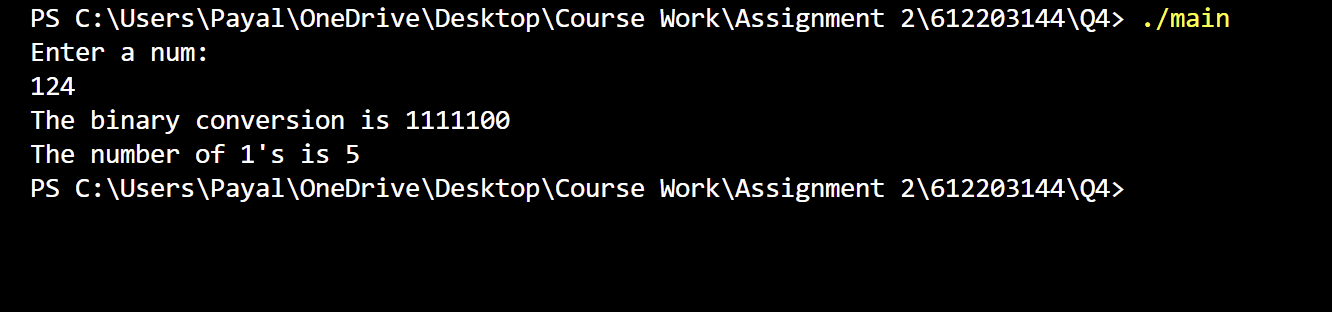 PS C:\Users\Payal\OneDrive\Desktop\Course Work\Assignment 2\612203144\Q4> ./main
Enter a num:
124
The binary conversion is 1111100
The number of 1's is 5
PS C:\Users\Payal\OneDrive\Desktop\Course Work\Assignment 2\612203144\Q4>